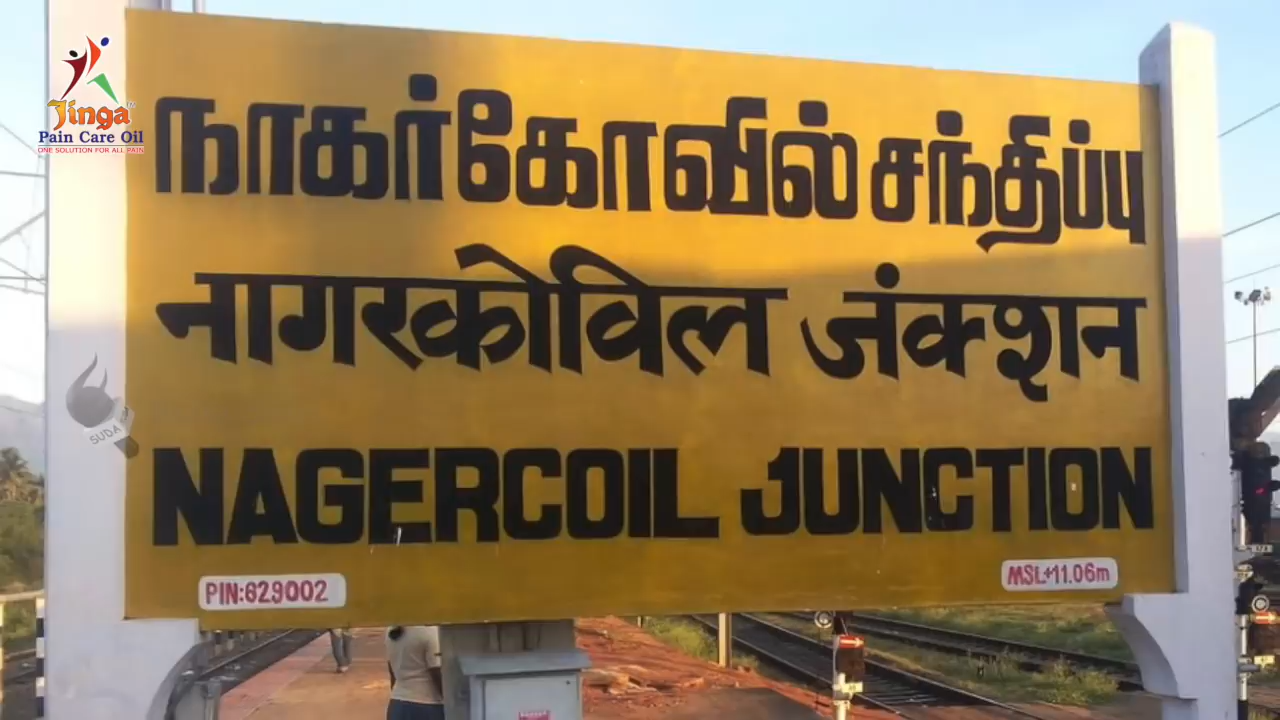 Jinga
Pain Care Oil
ONE SOLUTION FOR ALL PAIN
நாகர்கோவில் சந்திப்பு
नागरकोविल जंक्शन
SUDA
NAGERCOIL JUNCTION
PIN:629002
MSL+11.06m